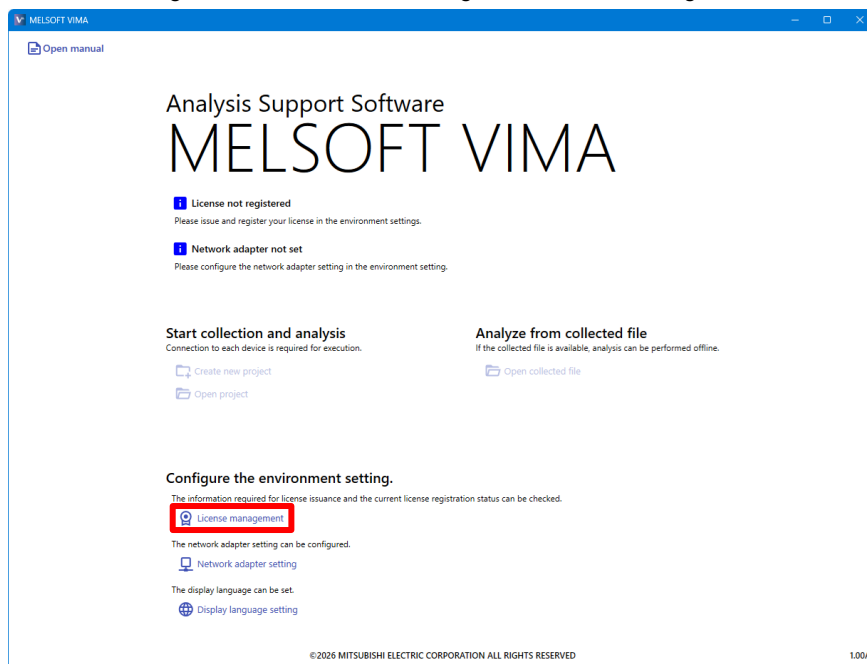 MELSOFT VIMA
Open manual
Analysis Support Software
MELSOFT VIMA
License not registered
Please issue and register your license in the environment settings.
Network adapter not set
Please configure the network adapter setting in the environment setting.
Start collection and analysis
Connection to each device is required for execution.
Create new project
Open project
Analyze from collected file
If the collected file is available, analysis can be performed offline.
Open collected file
Configure the environment setting.
The information required for license issuance and the current license registration status can be checked.
License management
The network adapter setting can be configured.
Network adapter setting
The display language can be set.
Display language setting
©2026 MITSUBISHI ELECTRIC CORPORATION ALL RIGHTS RESERVED